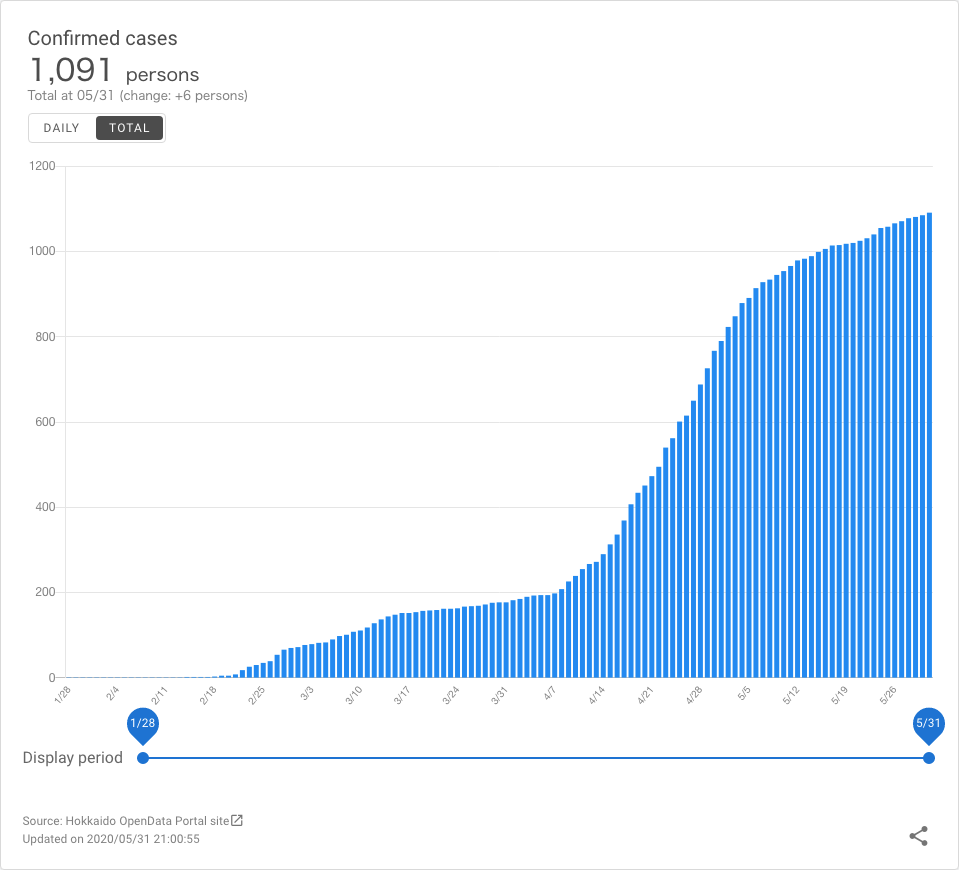 Confirmed cases
1,091 persons
Total at 05/31 (change: +6 persons)
DAILY TOTAL
1200
1000
800
600
400
200
0
1/28 2/4 2/11 2/18 2/25 3/3 3/10 3/17 3/24 3/31 4/7 4/14 4/21 4/28 5/5 5/12 5/19 5/26
1/28 5/31
Display period
Source: Hokkaido OpenData Portal site
Updated on 2020/05/31 21:00:55